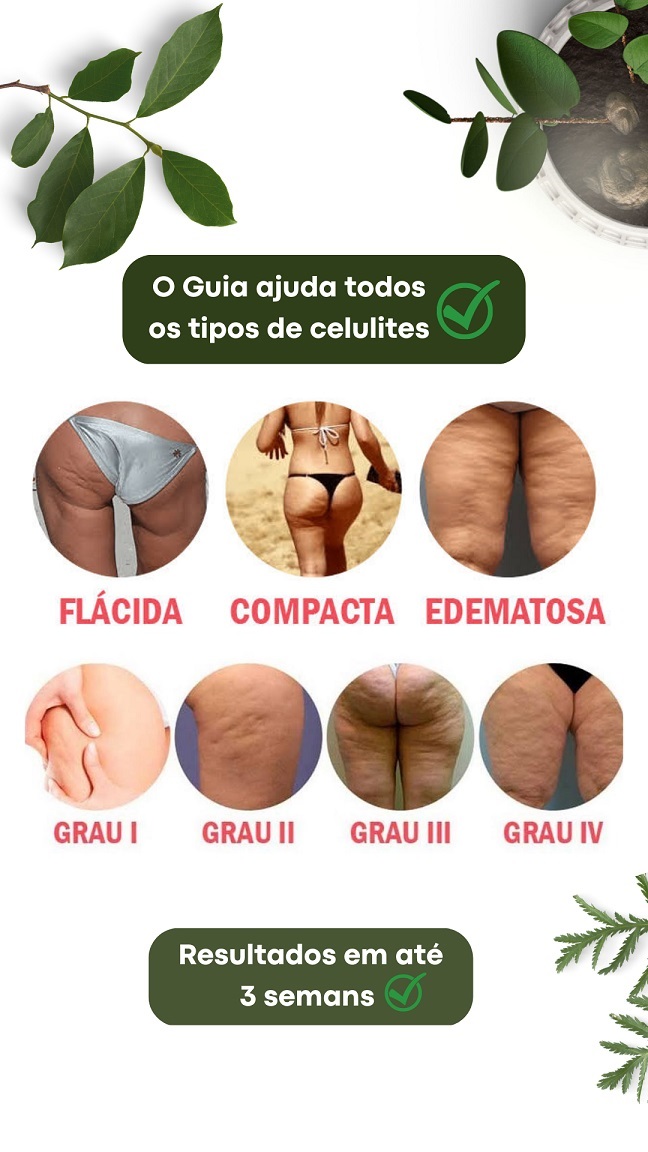 O Guia ajuda todos
os tipos de celulites
FLÁCIDA COMPACTA EDEMATOSA
GRAU I GRAU II GRAU III GRAU IV
Resultados em até
3 semans